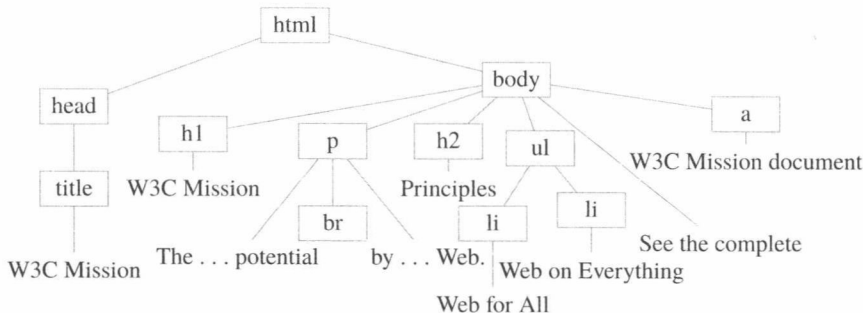 html
body
head
a
h1
p
h2
ul
W3C Mission document
title
W3C Mission
Principles
br
li
li
See the complete
The . . . potential
by . . . Web.
Web on Everything
W3C Mission
Web for All